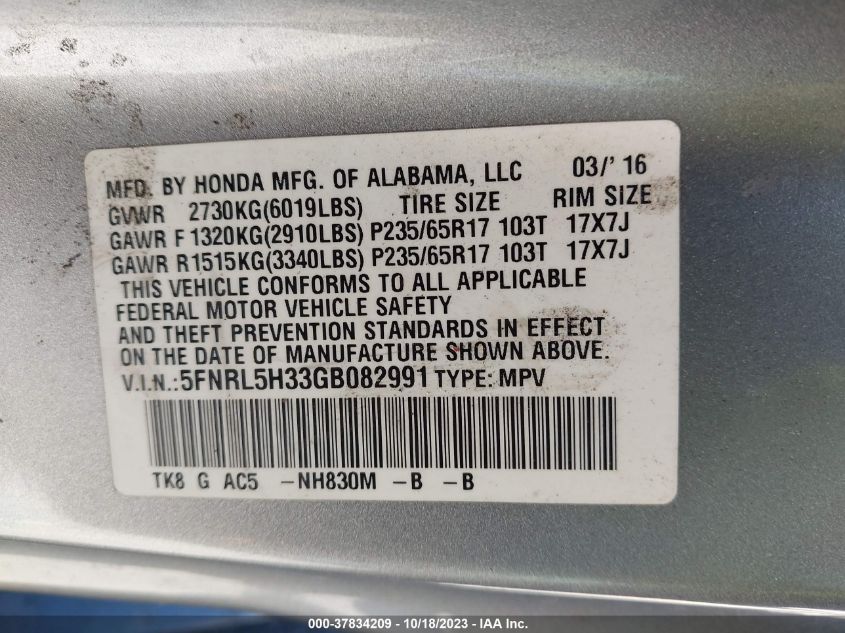 MFD. BY HONDA MFG. OF ALABAMA, LLC 03/'16
GVWR 2730KG(6019LBS) TIRE SIZE RIM SIZE
GAWR F1320KG(2910LBS) P235/65R17 103T 17X7J
GAWR R1515KG(3340LBS) P235/65R17 103T 17X7J
THIS VEHICLE CONFORMS TO ALL APPLICABLE
FEDERAL MOTOR VEHICLE SAFETY
AND THEFT PREVENTION STANDARDS IN EFFECT
ON THE DATE OF MANUFACTURE SHOWN ABOVE.
V.I.N.:5FNRL5H33GB082991 TYPE: MPV
TK8 G AC5 -NH830M -B -B
000-37834209 - 10/18/2023 - IAA Inc.